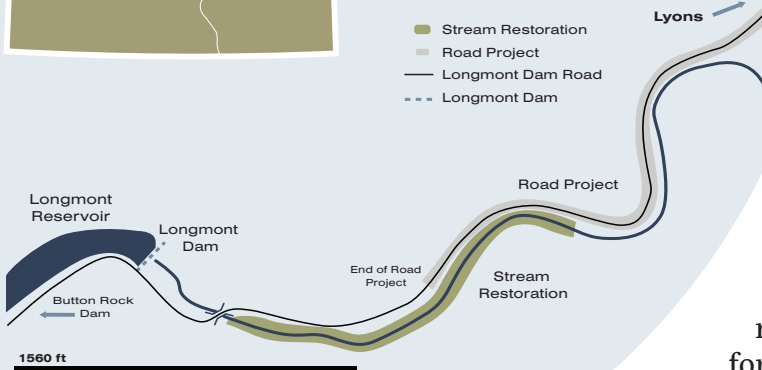 Lyons
Stream Restoration
Road Project
Longmont Dam Road
Longmont Dam
Road Project
Longmont
Reservoir
Longmont
Dam
End of Road
Project
Stream
Restoration
Button Rock
Dam
1560 ft
for